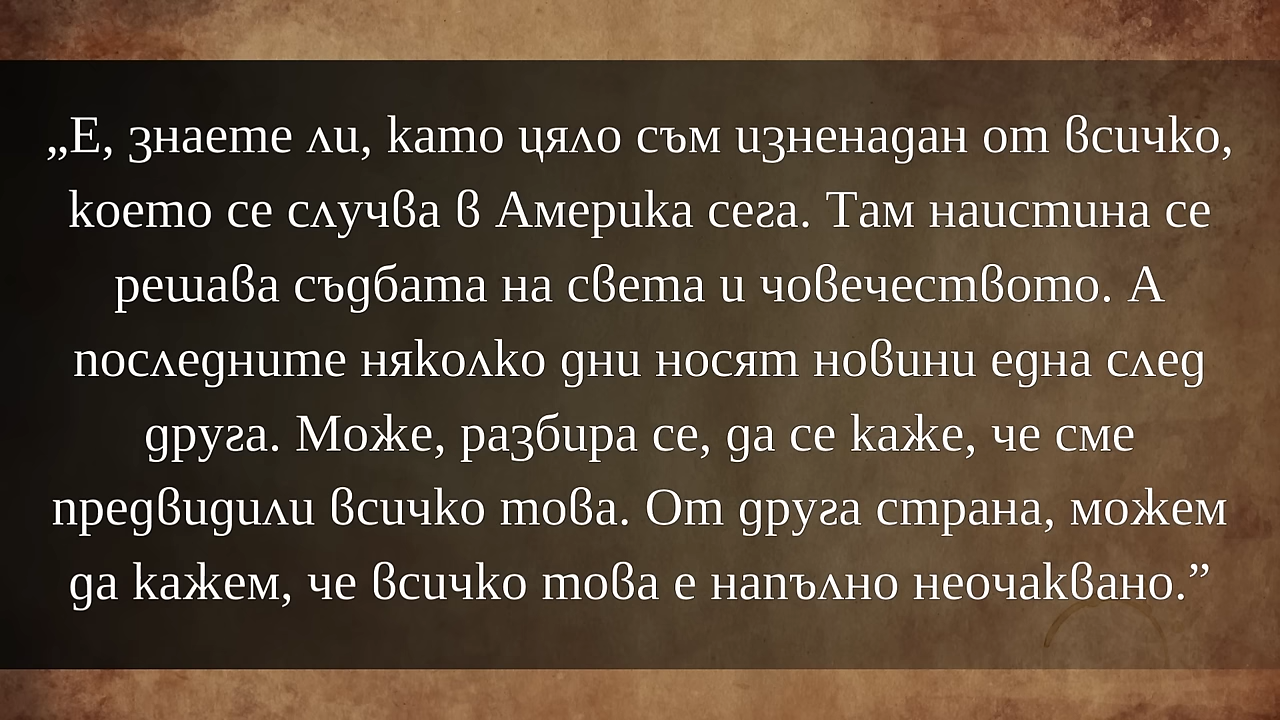 „Е, знаете ли, като цяло съм изненадан от всичко,
което се случва в Америка сега. Там наистина се
решава съдбата на света и човечеството. А
последните няколко дни носят новини една след
друга. Може, разбира се, да се каже, че сме
предвидили всичко това. От друга страна, можем
да кажем, че всичко това е напълно неочаквано.”